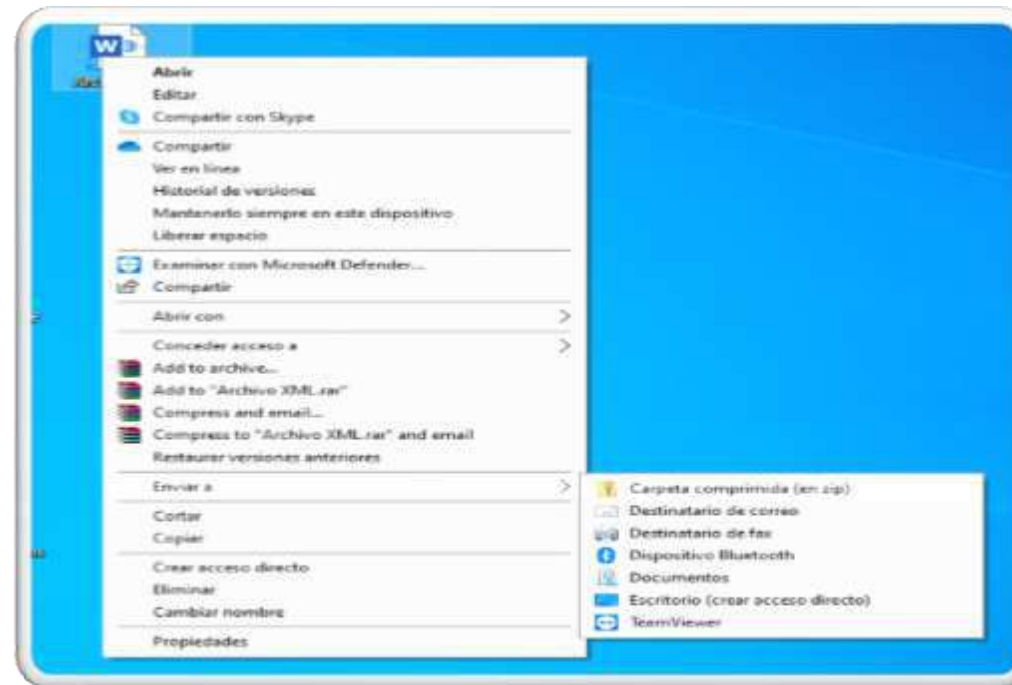 W
Abrir
Editar
Compartir con Skype
Compartir
Ver en línea
Historial de versiones
Mantenerlo siempre en este dispositivo
Liberar espacio
Examinar con Microsoft Defender...
Compartir
Abrir con
Conceder acceso a
Add to archive...
Add to "Archivo XML.rar"
Compress and email...
Compress to "Archivo XML.rar" and email
Restaurar versiones anteriores
Enviar a
Cortar
Copiar
Crear acceso directo
Eliminar
Cambiar nombre
Propiedades
Carpeta comprimida (en zip)
Destinatario de correo
Destinatario de fax
Dispositivo Bluetooth
Documentos
Escritorio (crear acceso directo)
TeamViewer